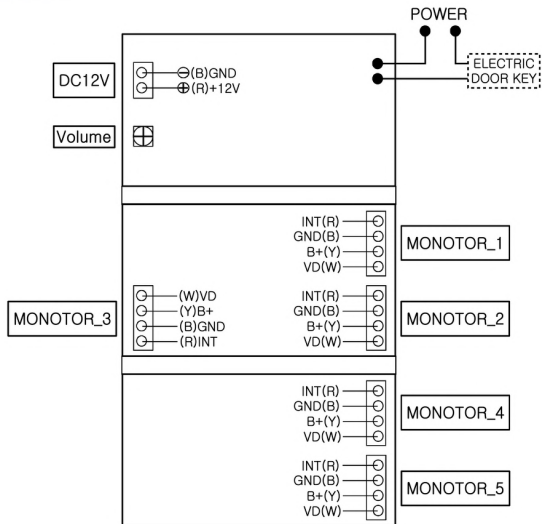 POWER
ELECTRIC
DOOR KEY
DC12V
⊖(B)GND
⊕(R)+12V
Volume
INT(R)
GND(B)
B+(Y)
VD(W)
MONOTOR_1
MONOTOR_3
(W)VD
(Y)B+
(B)GND
(R)INT
INT(R)
GND(B)
B+(Y)
VD(W)
MONOTOR_2
INT(R)
GND(B)
B+(Y)
VD(W)
MONOTOR_4
INT(R)
GND(B)
B+(Y)
VD(W)
MONOTOR_5